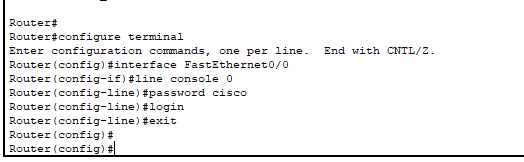 Router#
Router#configure terminal
Enter configuration commands, one per line.  End with CNTL/Z.
Router(config)#interface FastEthernet0/0
Router(config-if)#line console 0
Router(config-line)#password cisco
Router(config-line)#login
Router(config-line)#exit
Router(config)#
Router(config)#